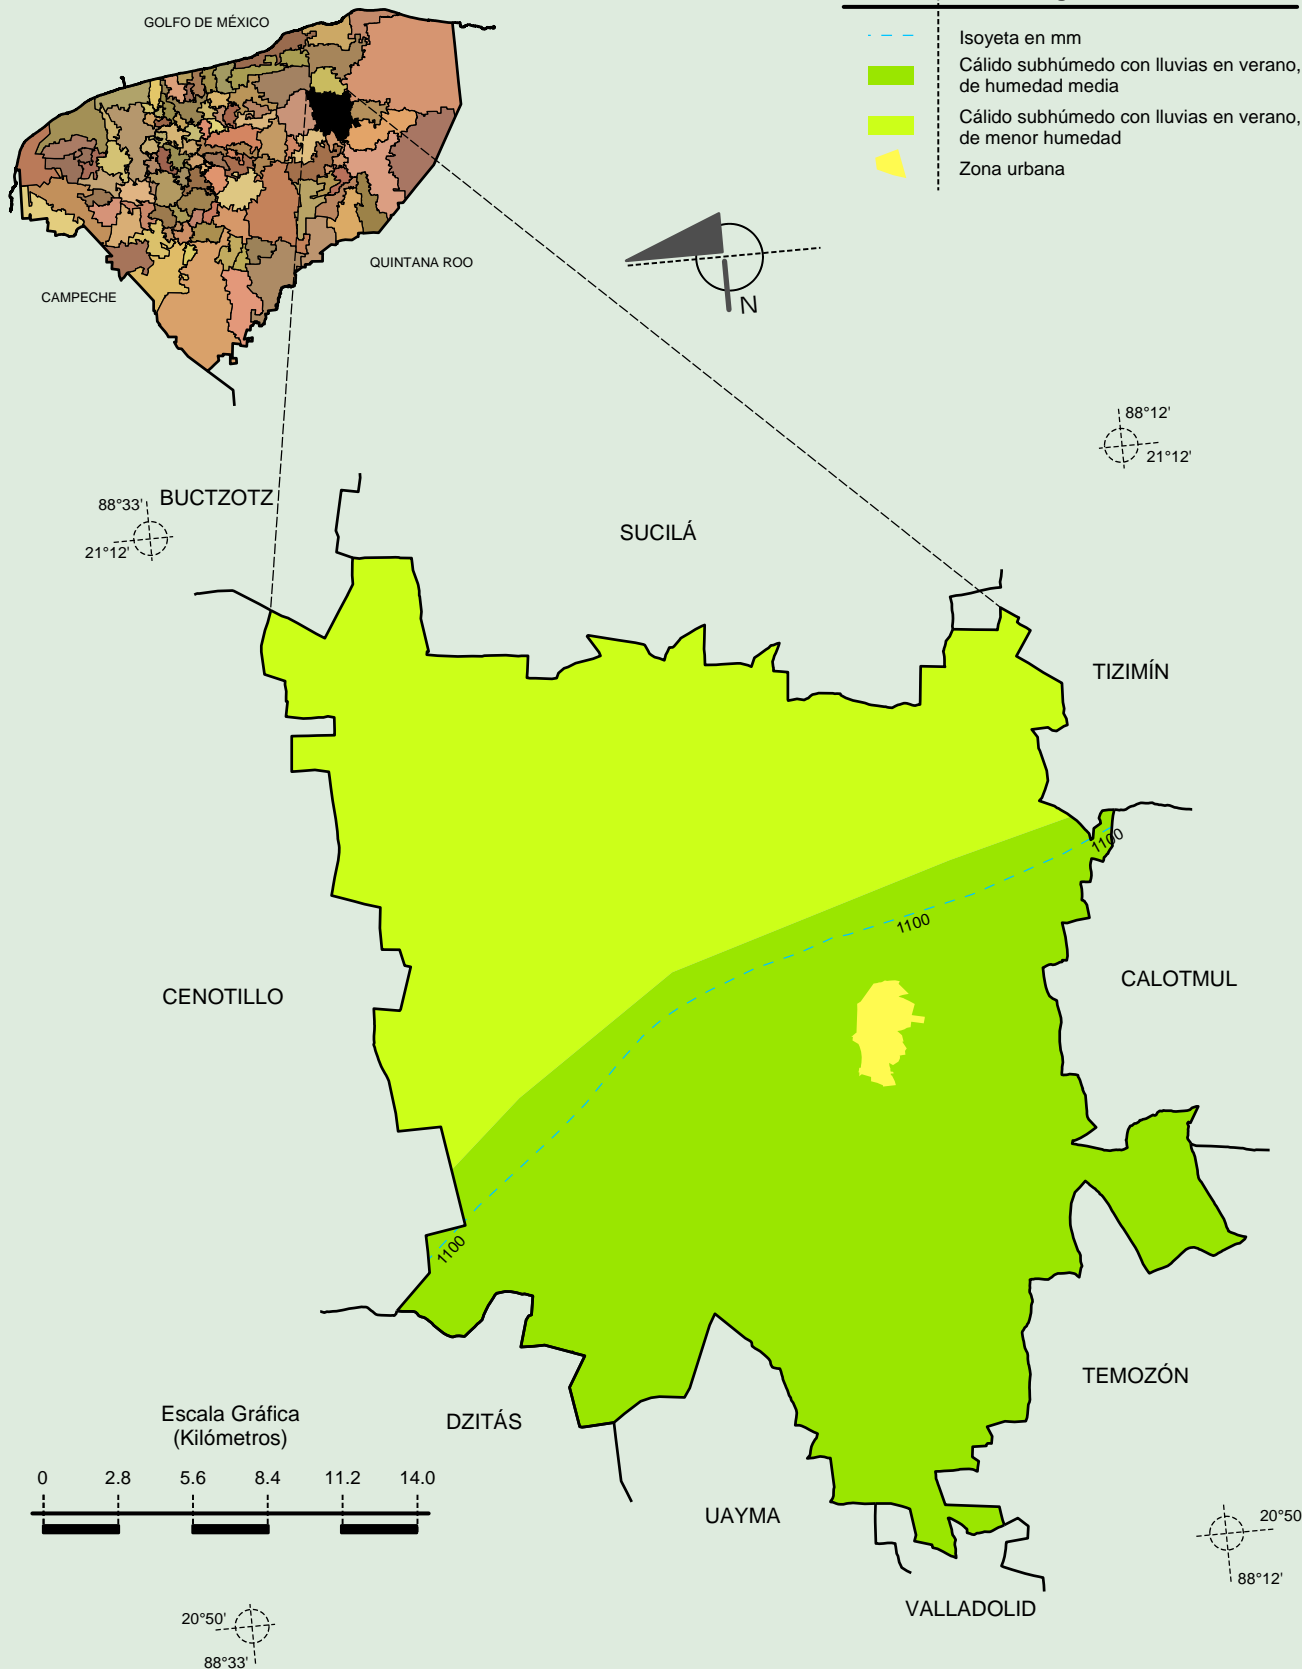 GOLFO DE MÉXICO
Isoyeta en mm
Cálido subhúmedo con lluvias en verano,
de humedad media
Cálido subhúmedo con lluvias en verano,
de menor humedad
Zona urbana
QUINTANA ROO
CAMPECHE
N
88°12'
21°12'
BUCTZOTZ
88°33'
21°12'
SUCILÁ
TIZIMÍN
1100
1100
CENOTILLO
CALOTMUL
1100
TEMOZÓN
Escala Gráfica
(Kilómetros)
DZITÁS
0 2.8 5.6 8.4 11.2 14.0
UAYMA
20°50
88°12'
VALLADOLID
20°50'
88°33'